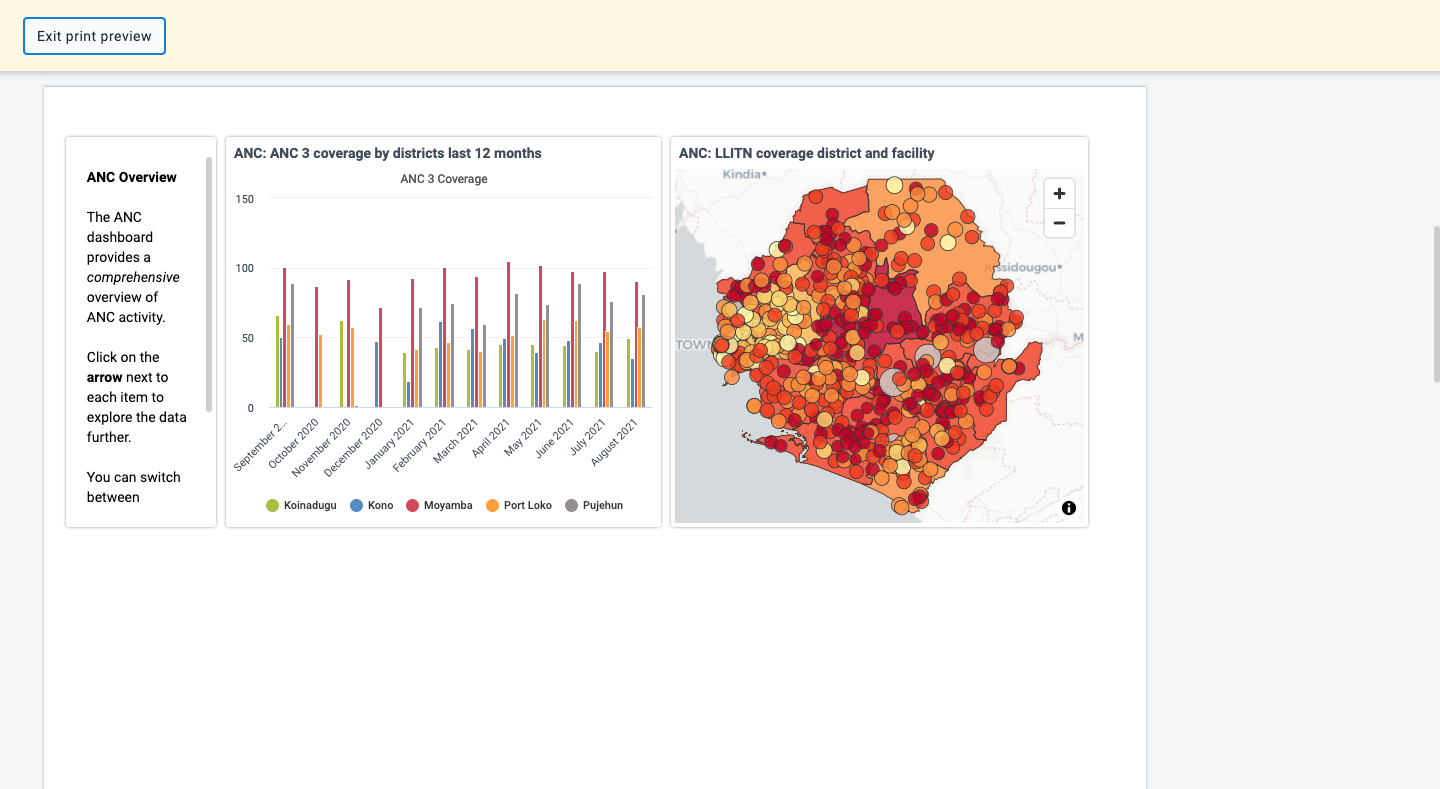 Exit print preview
ANC Overview
The ANC
dashboard
provides a
comprehensive
overview of
ANC activity.
Click on the
arrow next to
each item to
explore the data
further.
You can switch
between
ANC: ANC 3 coverage by districts last 12 months
ANC 3 Coverage
150
100
50
0
September 2...
October 2020
November 2020
December 2020
January 2021
February 2021
March 2021
April 2021
May 2021
June 2021
July 2021
August 2021
Koinadugu
Kono
Moyamba
Port Loko
Pujehun
ANC: LLITN coverage district and facility
Kindia
+
−
ssidougou
TOWN
M